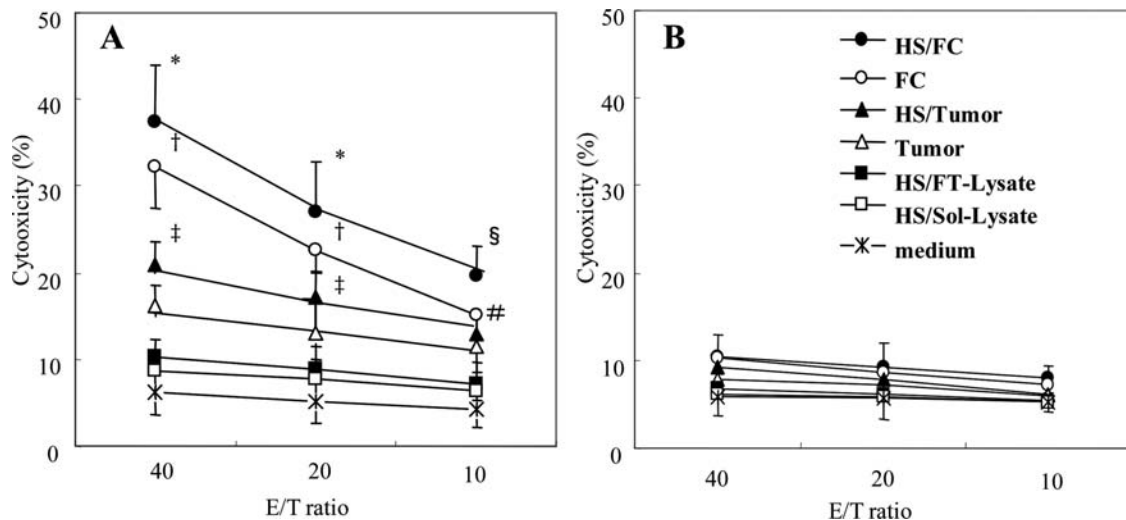 A
50
40
30
20
10
0
Cytooxicity (%)
*
†
‡
*
†
‡
§
#
40 20 10
E/T ratio
B
50
40
30
20
10
0
Cytooxicity (%)
HS/FC
FC
HS/Tumor
Tumor
HS/FT-Lysate
HS/Sol-Lysate
medium
40 20 10
E/T ratio